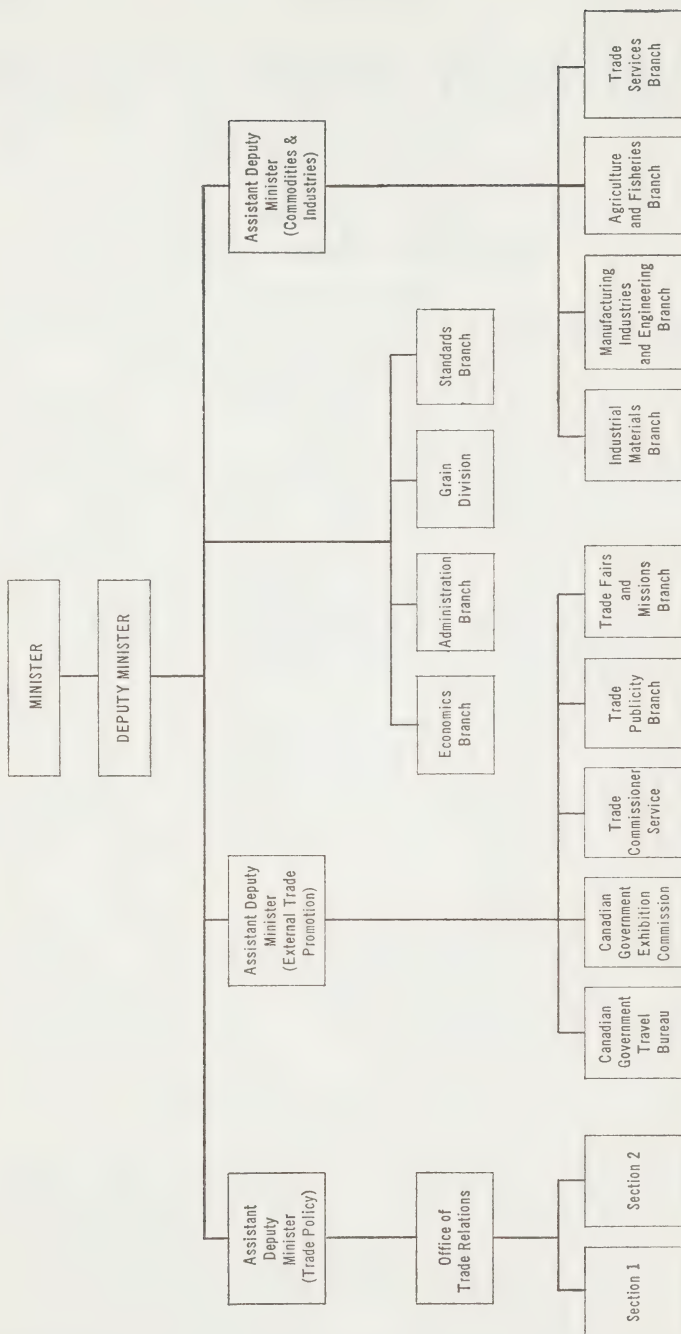 MINISTER
DEPUTY MINISTER
Assistant
Deputy
Minister
(Trade Policy)
Assistant Deputy
Minister
(External Trade
Promotion)
Assistant Deputy
Minister
(Commodities &
Industries)
Office of
Trade Relations
Economics
Branch
Administration
Branch
Grain
Division
Standards
Branch
Section 1
Section 2
Canadian
Government
Travel
Bureau
Canadian
Government
Exhibition
Commission
Trade
Commissioner
Service
Trade
Publicity
Branch
Trade Fairs
and
Missions
Branch
Industrial
Materials
Branch
Manufacturing
Industries
and Engineering
Branch
Agriculture
and Fisheries
Branch
Trade
Services
Branch